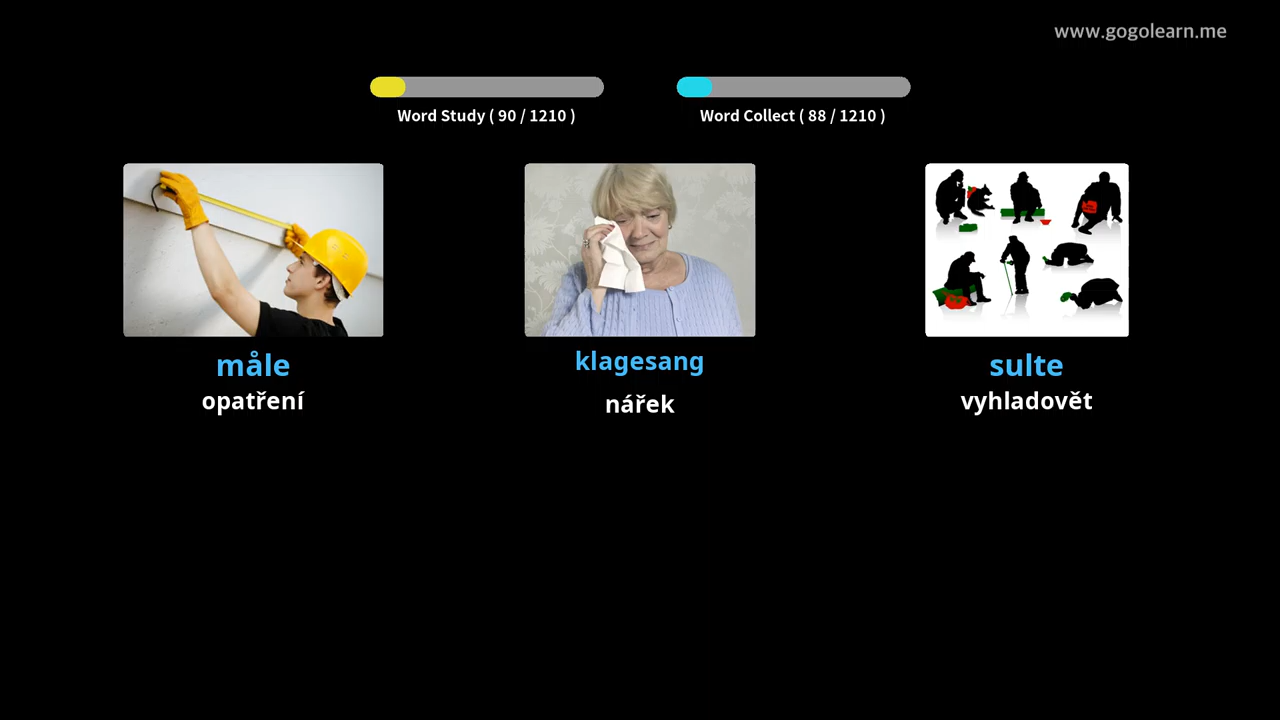 www.gogolearn.me
Word Study ( 90 / 1210 )
Word Collect ( 88 / 1210 )
måle
klagesang
sulte
opatření
nářek
vyhladovět